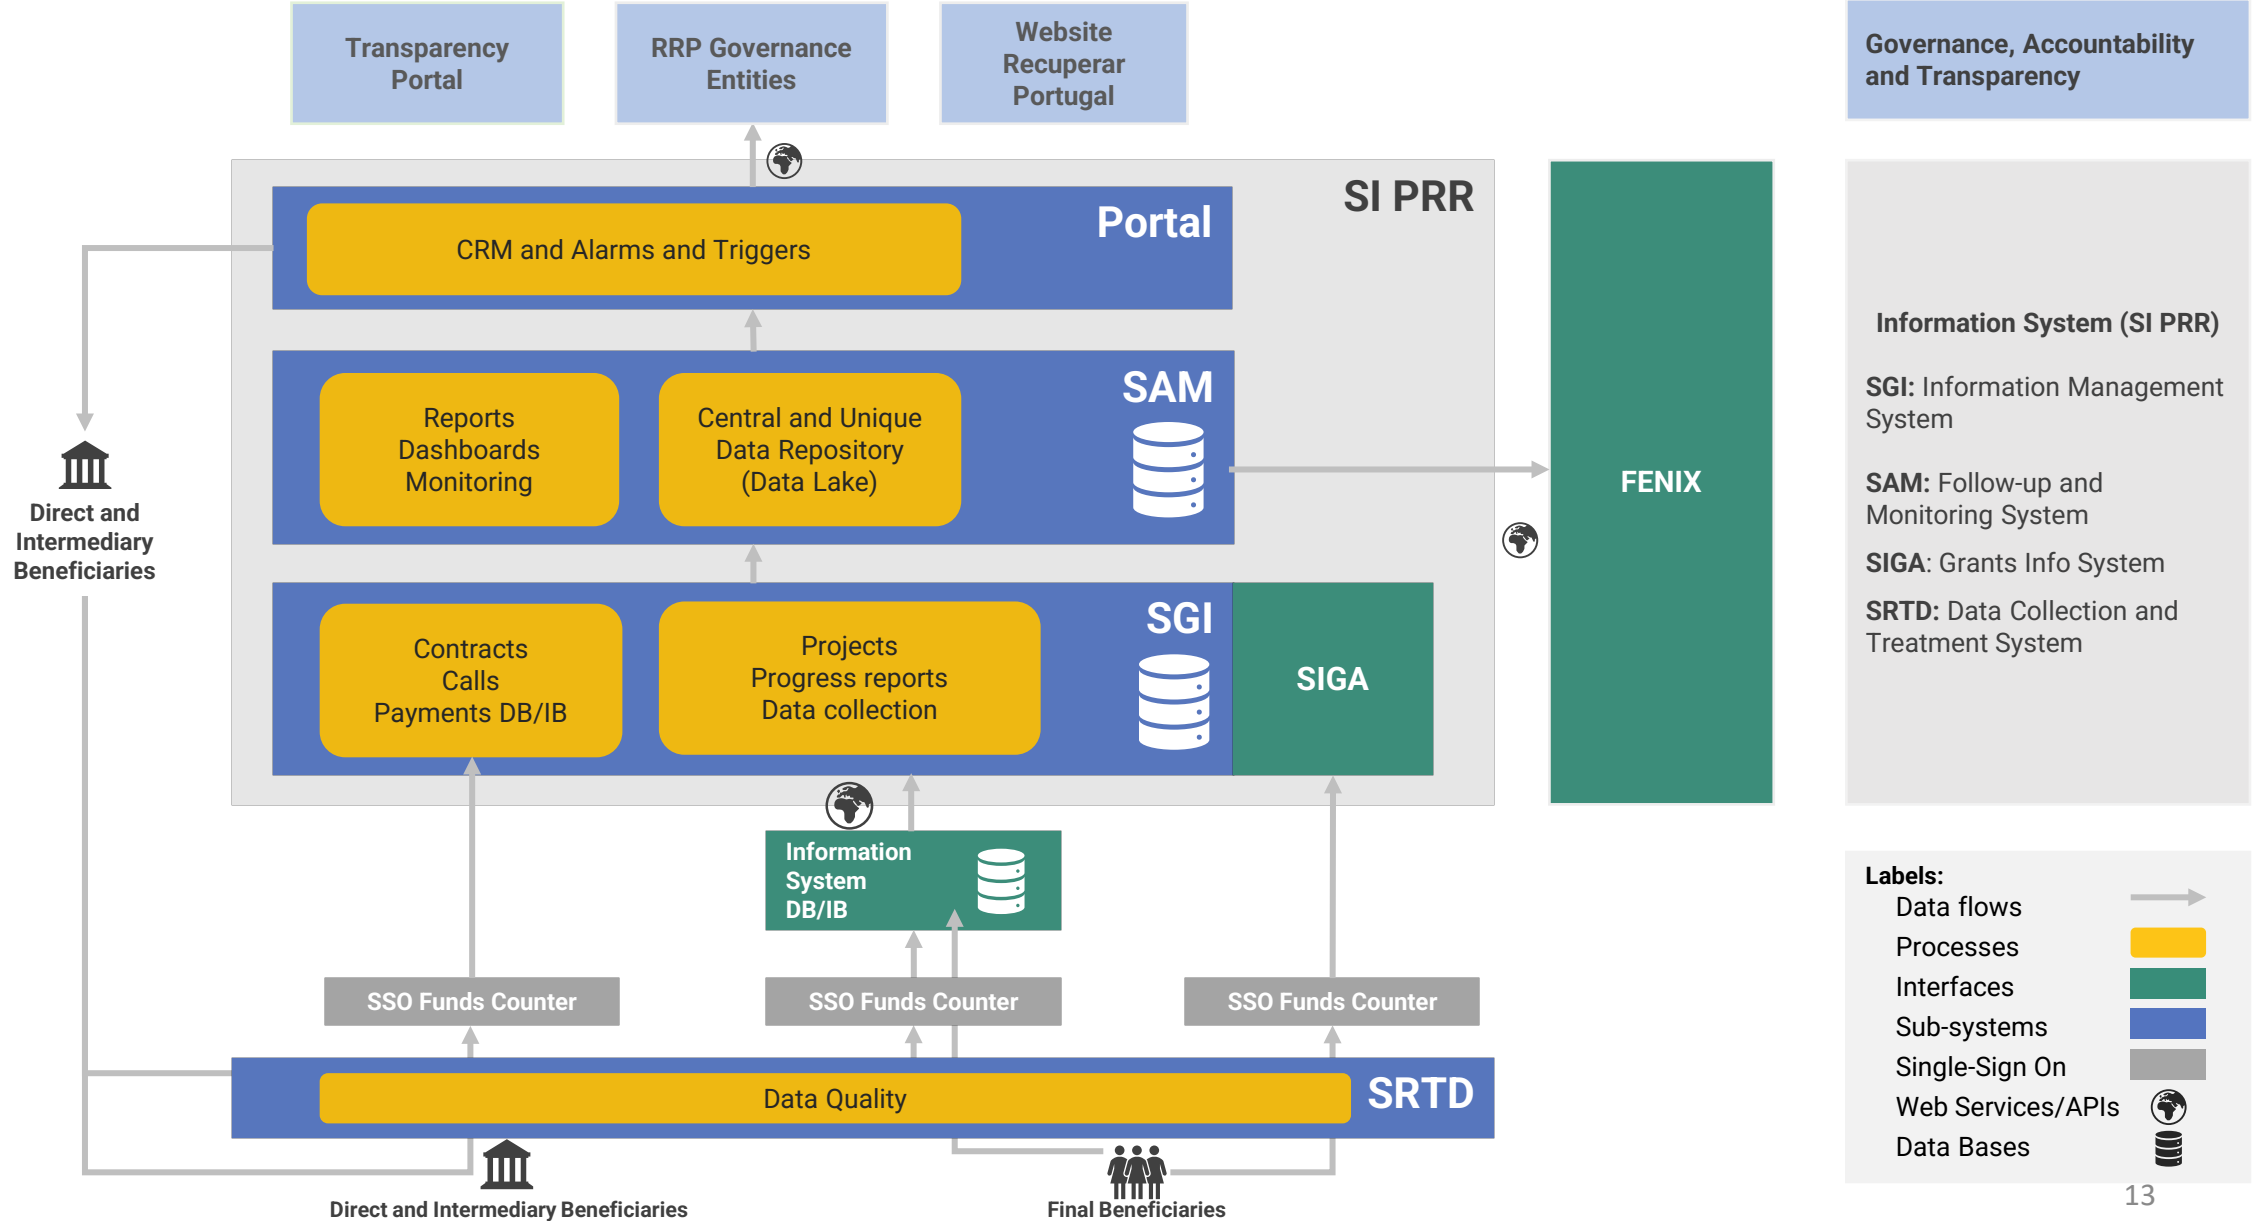 Transparency
Portal
RRP Governance
Entities
Website
Recuperar
Portugal
Governance, Accountability
and Transparency
SI PRR
Portal
CRM and Alarms and Triggers
SAM
Reports
Dashboards
Monitoring
Central and Unique
Data Repository
(Data Lake)
FENIX
Direct and
Intermediary
Beneficiaries
SGI
Contracts
Calls
Payments DB/IB
Projects
Progress reports
Data collection
SIGA
Information System (SI PRR)
SGI: Information Management
System
SAM: Follow-up and
Monitoring System
SIGA: Grants Info System
SRTD: Data Collection and
Treatment System
Information
System
DB/IB
SSO Funds Counter
SSO Funds Counter
SSO Funds Counter
SRTD
Data Quality
Direct and Intermediary Beneficiaries
Final Beneficiaries
Labels:
Data flows
Processes
Interfaces
Sub-systems
Single-Sign On
Web Services/APIs
Data Bases
13